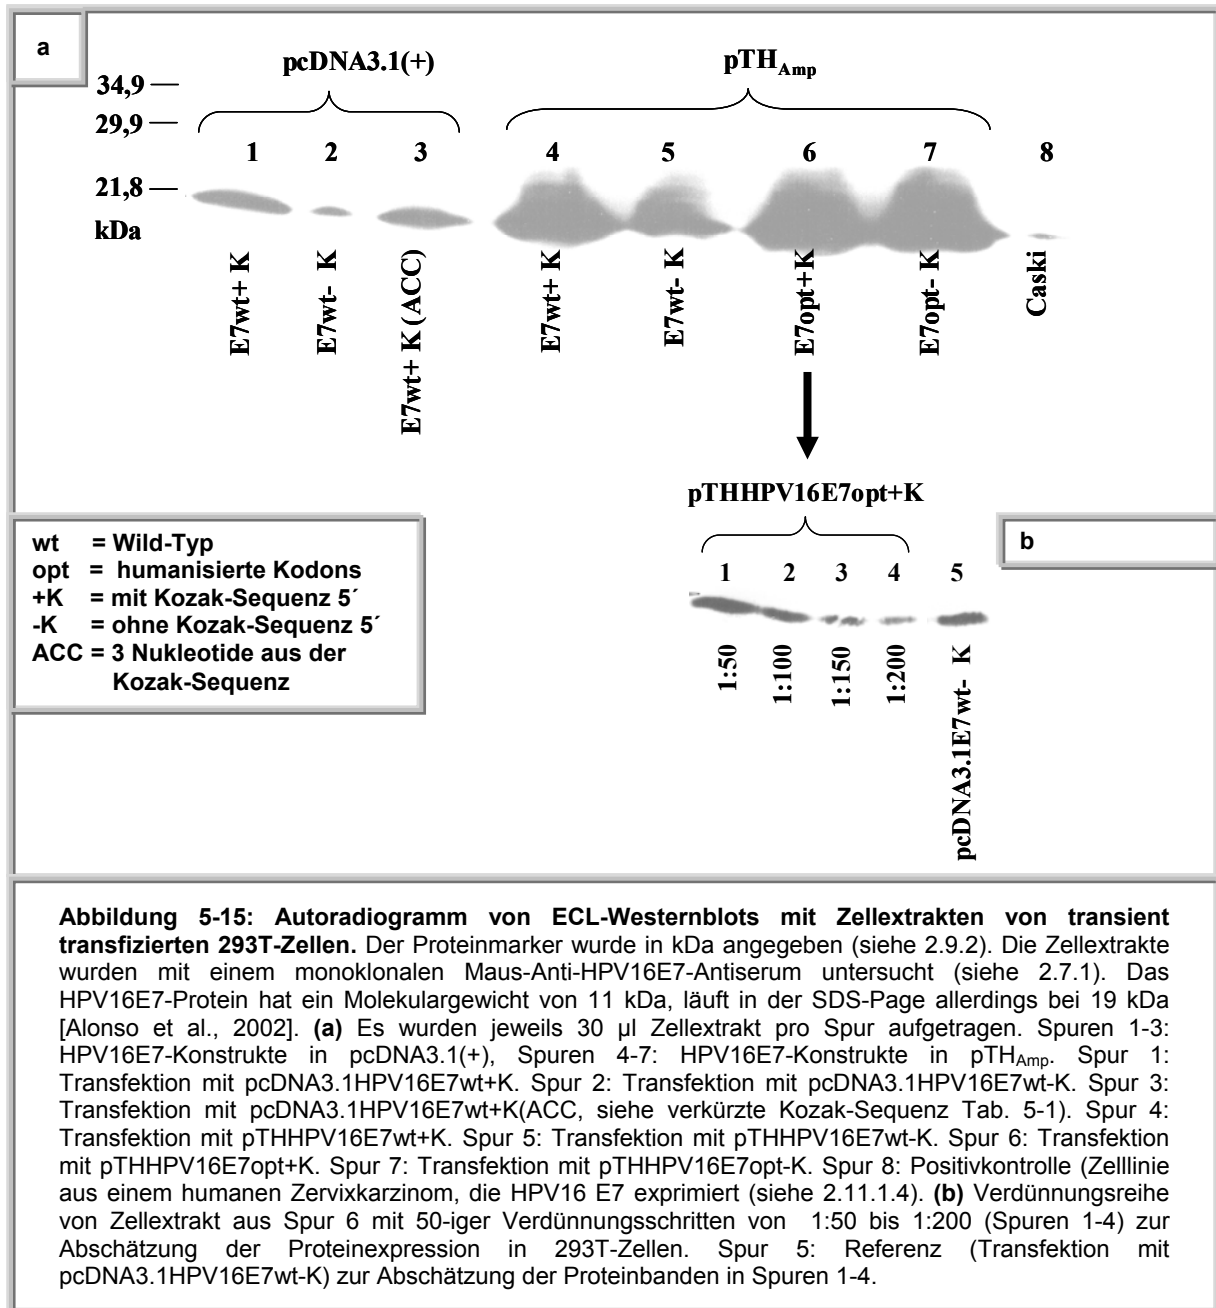 a
pcDNA3.1(+)
pTHAmp
34,9
29,9
1 2 3 4 5 6 7 8
21,8
kDa
E7wt+ K
E7wt- K
E7wt+ K (ACC)
E7wt+ K
E7wt- K
E7opt+K
E7opt- K
Caski
pTHHPV16E7opt+K
wt = Wild-Typ
opt = humanisierte Kodons
+K = mit Kozak-Sequenz 5´
-K = ohne Kozak-Sequenz 5´
ACC = 3 Nukleotide aus der
Kozak-Sequenz
b
1 2 3 4 5
1:50
1:100
1:150
1:200
pcDNA3.1E7wt- K
Abbildung 5-15: Autoradiogramm von ECL-Westernblots mit Zellextrakten von transient
transfizierten 293T-Zellen. Der Proteinmarker wurde in kDa angegeben (siehe 2.9.2). Die Zellextrakte
wurden mit einem monoklonalen Maus-Anti-HPV16E7-Antiserum untersucht (siehe 2.7.1). Das
HPV16E7-Protein hat ein Molekulargewicht von 11 kDa, läuft in der SDS-Page allerdings bei 19 kDa
[Alonso et al., 2002]. (a) Es wurden jeweils 30 µl Zellextrakt pro Spur aufgetragen. Spuren 1-3:
HPV16E7-Konstrukte in pcDNA3.1(+), Spuren 4-7: HPV16E7-Konstrukte in pTHAmp. Spur 1:
Transfektion mit pcDNA3.1HPV16E7wt+K. Spur 2: Transfektion mit pcDNA3.1HPV16E7wt-K. Spur 3:
Transfektion mit pcDNA3.1HPV16E7wt+K(ACC, siehe verkürzte Kozak-Sequenz Tab. 5-1). Spur 4:
Transfektion mit pTHHPV16E7wt+K. Spur 5: Transfektion mit pTHHPV16E7wt-K. Spur 6: Transfektion
mit pTHHPV16E7opt+K. Spur 7: Transfektion mit pTHHPV16E7opt-K. Spur 8: Positivkontrolle (Zelllinie
aus einem humanen Zervixkarzinom, die HPV16 E7 exprimiert (siehe 2.11.1.4). (b) Verdünnungsreihe
von Zellextrakt aus Spur 6 mit 50-iger Verdünnungsschritten von 1:50 bis 1:200 (Spuren 1-4) zur
Abschätzung der Proteinexpression in 293T-Zellen. Spur 5: Referenz (Transfektion mit
pcDNA3.1HPV16E7wt-K) zur Abschätzung der Proteinbanden in Spuren 1-4.